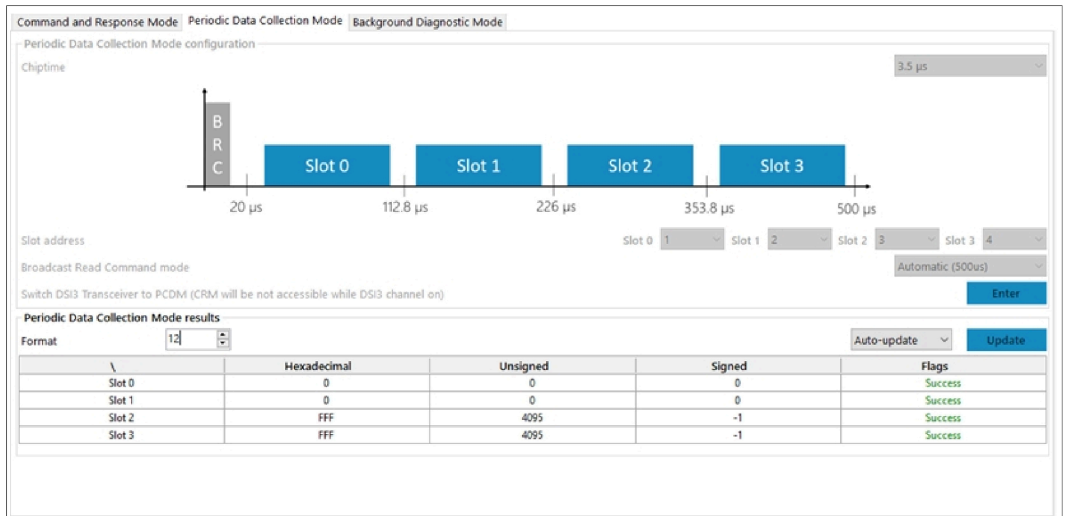 Command and Response Mode Periodic Data Collection Mode Background Diagnostic Mode
Periodic Data Collection Mode configuration
Chiptime 3.5 µs
B
R
C
Slot 0 Slot 1 Slot 2 Slot 3
20 µs 112.8 µs 226 µs 353.8 µs 500 µs
Slot address Slot 0 1 Slot 1 2 Slot 2 3 Slot 3 4
Broadcast Read Command mode Automatic (500us)
Switch DSI3 Transceiver to PCDM (CRM will be not accessible while DSI3 channel on) Enter
Periodic Data Collection Mode results
Format 12 Auto-update Update
\ Hexadecimal Unsigned Signed Flags
Slot 0 0 0 0 Success
Slot 1 0 0 0 Success
Slot 2 FFF 4095 -1 Success
Slot 3 FFF 4095 -1 Success